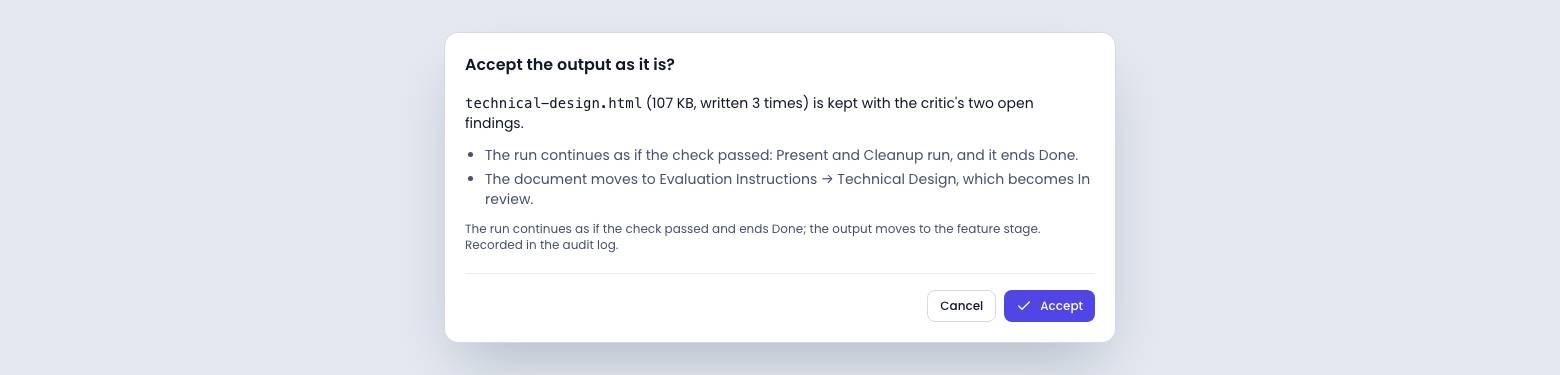 Accept the output as it is?
technical-design.html (107 KB, written 3 times) is kept with the critic's two open
findings.
• The run continues as if the check passed: Present and Cleanup run, and it ends Done.
• The document moves to Evaluation Instructions → Technical Design, which becomes In
review.
The run continues as if the check passed and ends Done; the output moves to the feature stage.
Recorded in the audit log.
Cancel
Accept